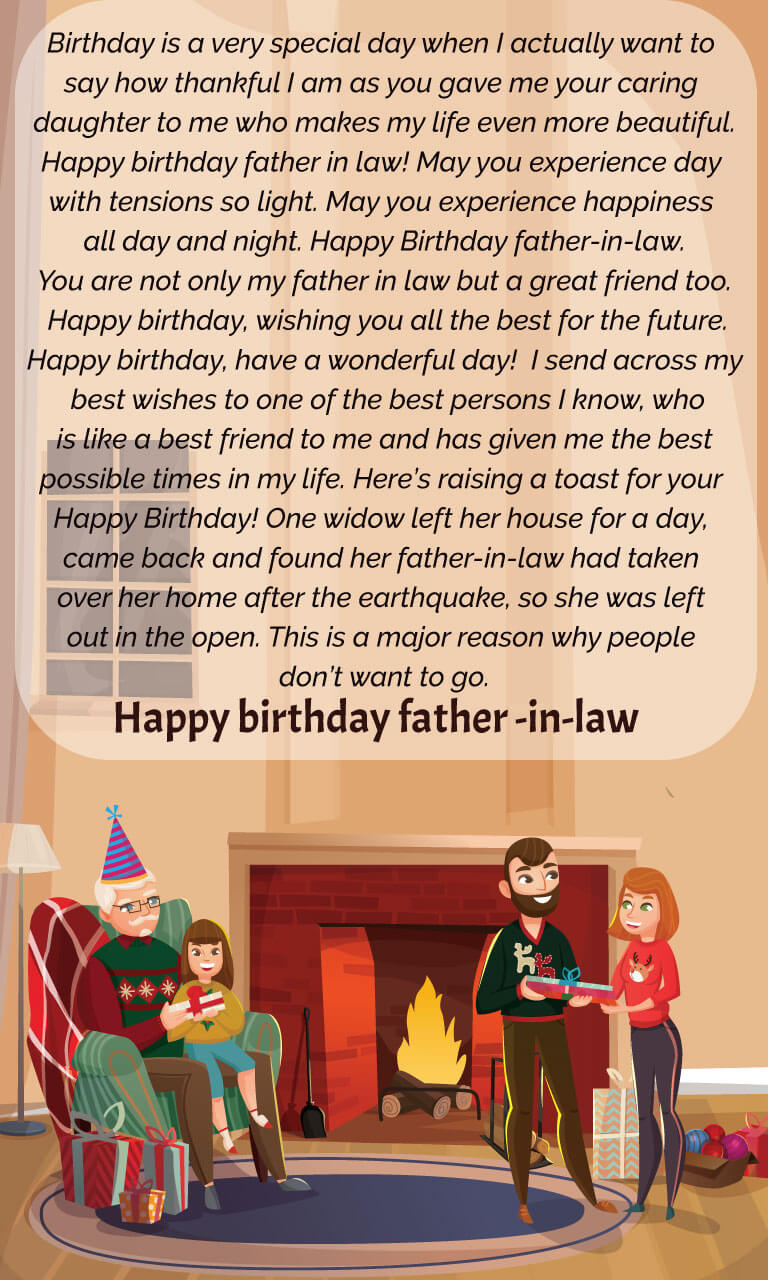 Birthday is a very special day when I actually want to
say how thankful I am as you gave me your caring
daughter to me who makes my life even more beautiful.
Happy birthday father in law! May you experience day
with tensions so light. May you experience happiness
all day and night. Happy Birthday father-in-law.
You are not only my father in law but a great friend too.
Happy birthday, wishing you all the best for the future.
Happy birthday, have a wonderful day!  I send across my
best wishes to one of the best persons I know, who
is like a best friend to me and has given me the best
possible times in my life. Here’s raising a toast for your
Happy Birthday! One widow left her house for a day,
came back and found her father-in-law had taken
over her home after the earthquake, so she was left
out in the open. This is a major reason why people
don’t want to go.
Happy birthday father -in-law